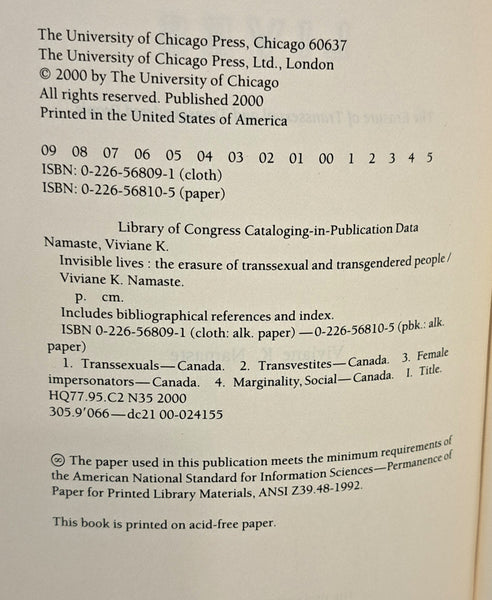 The University of Chicago Press, Chicago 60637
The University of Chicago Press, Ltd., London
© 2000 by The University of Chicago
All rights reserved. Published 2000
Printed in the United States of America
09 08 07 06 05 04 03 02 01 00 1 2 3 4 5
ISBN: 0-226-56809-1 (cloth)
ISBN: 0-226-56810-5 (paper)
Library of Congress Cataloging-in-Publication Data
Namaste, Viviane K.
Invisible lives : the erasure of transsexual and transgendered people /
Viviane K. Namaste.
p. cm.
Includes bibliographical references and index.
ISBN 0-226-56809-1 (cloth: alk. paper) —0-226-56810-5 (pbk.: alk.
paper)
1. Transsexuals—Canada. 2. Transvestites—Canada. 3. Female
impersonators—Canada. 4. Marginality, Social—Canada. I. Title.
HQ77.95.C2 N35 2000
305.9'066—dc21 00-024155
♾ The paper used in this publication meets the minimum requirements of
the American National Standard for Information Sciences—Permanence of
Paper for Printed Library Materials, ANSI Z39.48-1992.
This book is printed on acid-free paper.